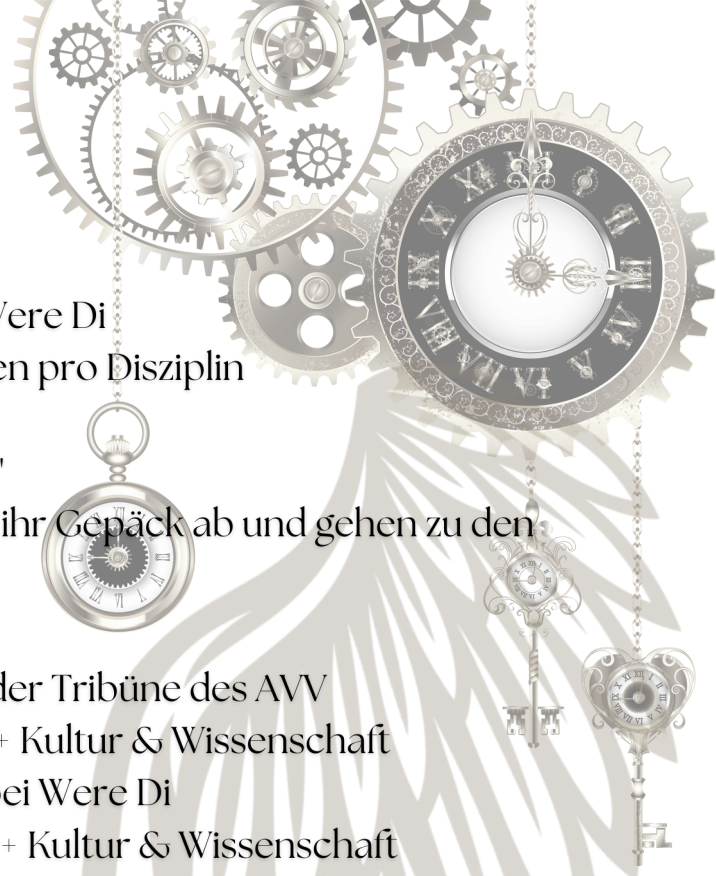 Were Di
en pro Disziplin
ihr Gepäck ab und gehen zu den
der Tribüne des AVV
+ Kultur & Wissenschaft
bei Were Di
+ Kultur & Wissenschaft